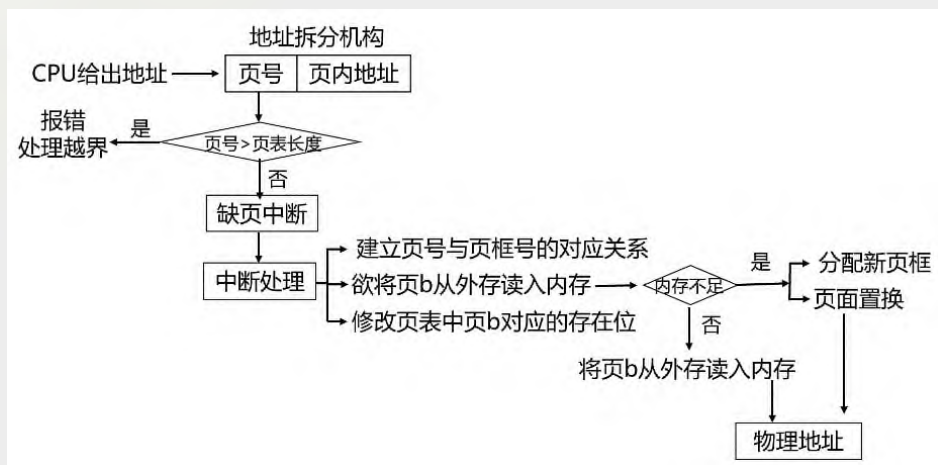 地址拆分机构
CPU给出地址
页号
页内地址
报错
处理越界
是
页号>页表长度
否
缺页中断
中断处理
建立页号与页框号的对应关系
欲将页b从外存读入内存
修改页表中页b对应的存在位
内存不足
是
分配新页框
页面置换
否
将页b从外存读入内存
物理地址